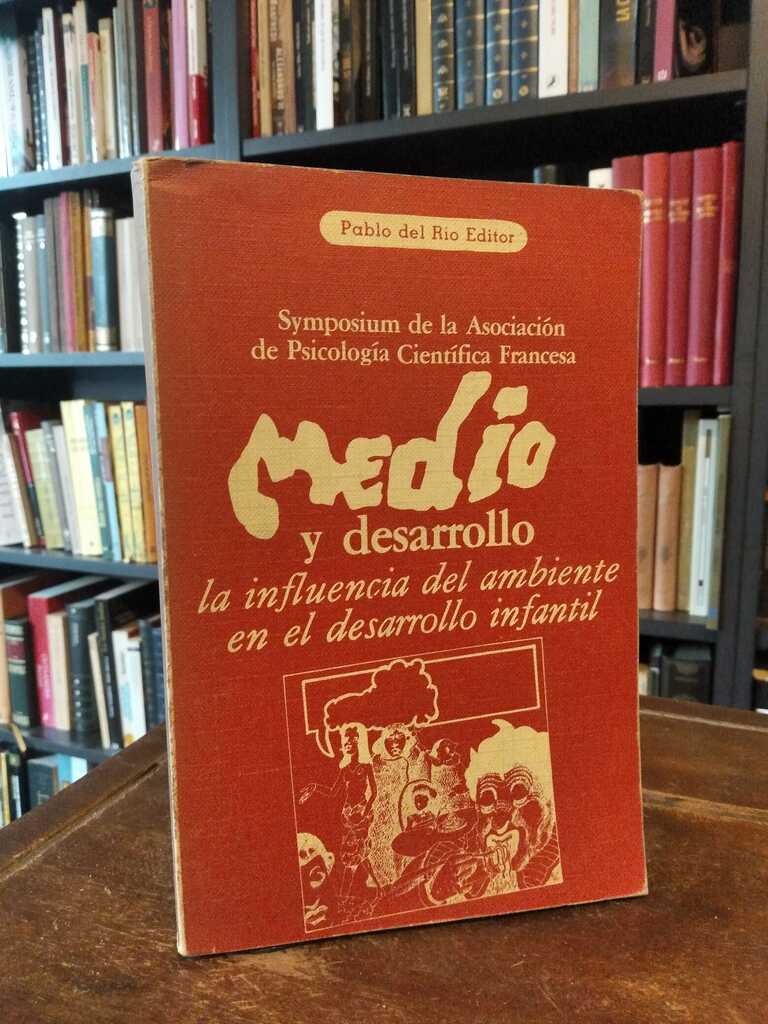 Pablo del Río Editor
Symposium de la Asociación
de Psicología Científica Francesa
Medio
y desarrollo
la influencia del ambiente
en el desarrollo infantil